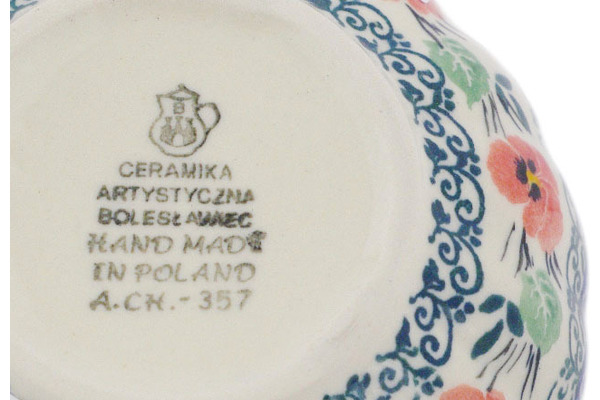 B
CERAMIKA
ARTYSTYCZNA
BOLESŁAWIEC
HAND MADE
IN POLAND
A.CH.-357